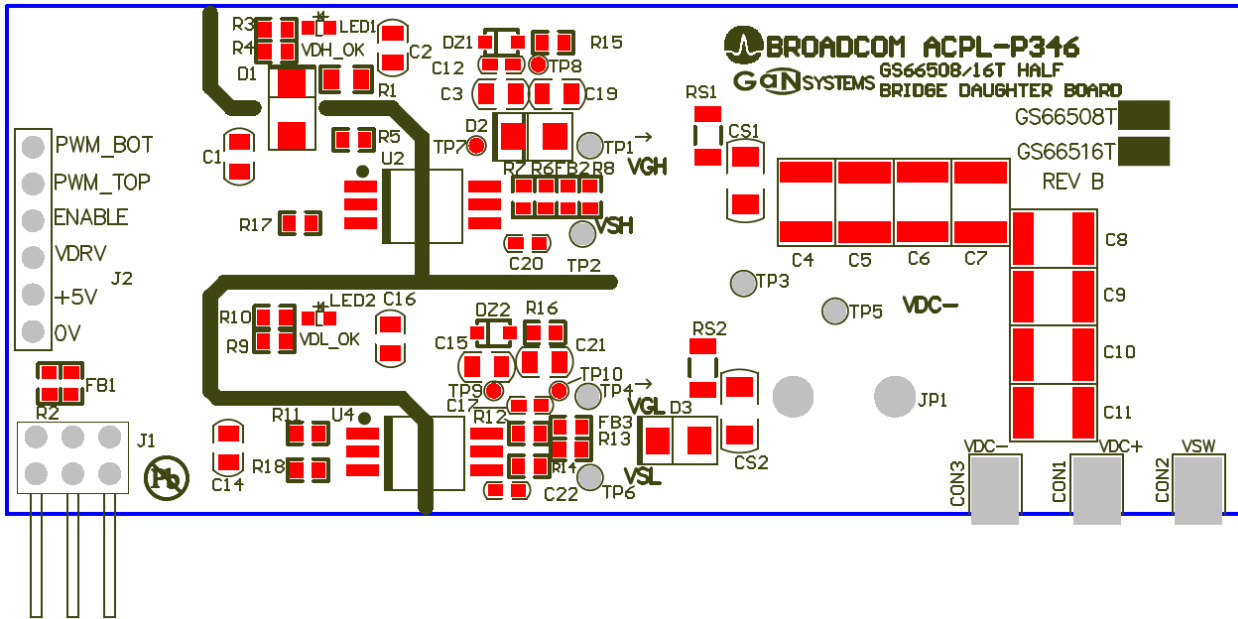 BROADCOM ACPL-P346
GaN SYSTEMS GS66508/16T HALF
BRIDGE DAUGHTER BOARD
GS66508T
GS66516T
REV B
R3
LED1
R4
VDH_OK
C2
D1
R1
DZ1
R15
C12
TP8
C3
C19
RS1
CS1
C1
R5
D2
TP7
TP1
VGH
U2
R7
R6
FB2
R8
R17
VSH
C20
TP2
PWM_BOT
PWM_TOP
ENABLE
VDRV
+5V
0V
J2
C4
C5
C6
C7
C8
C9
C10
C11
TP3
TP5
VDC-
LED2
C16
R10
R9
VDL_OK
DZ2
R16
C15
C21
RS2
TP9
TP10
TP4
VGL
C17
D3
JP1
FB1
R2
J1
Pb
R11
U4
R12
FB3
R13
R18
R14
C14
C22
VSL
TP6
CS2
VDC-
VDC+
VSW
CON3
CON1
CON2